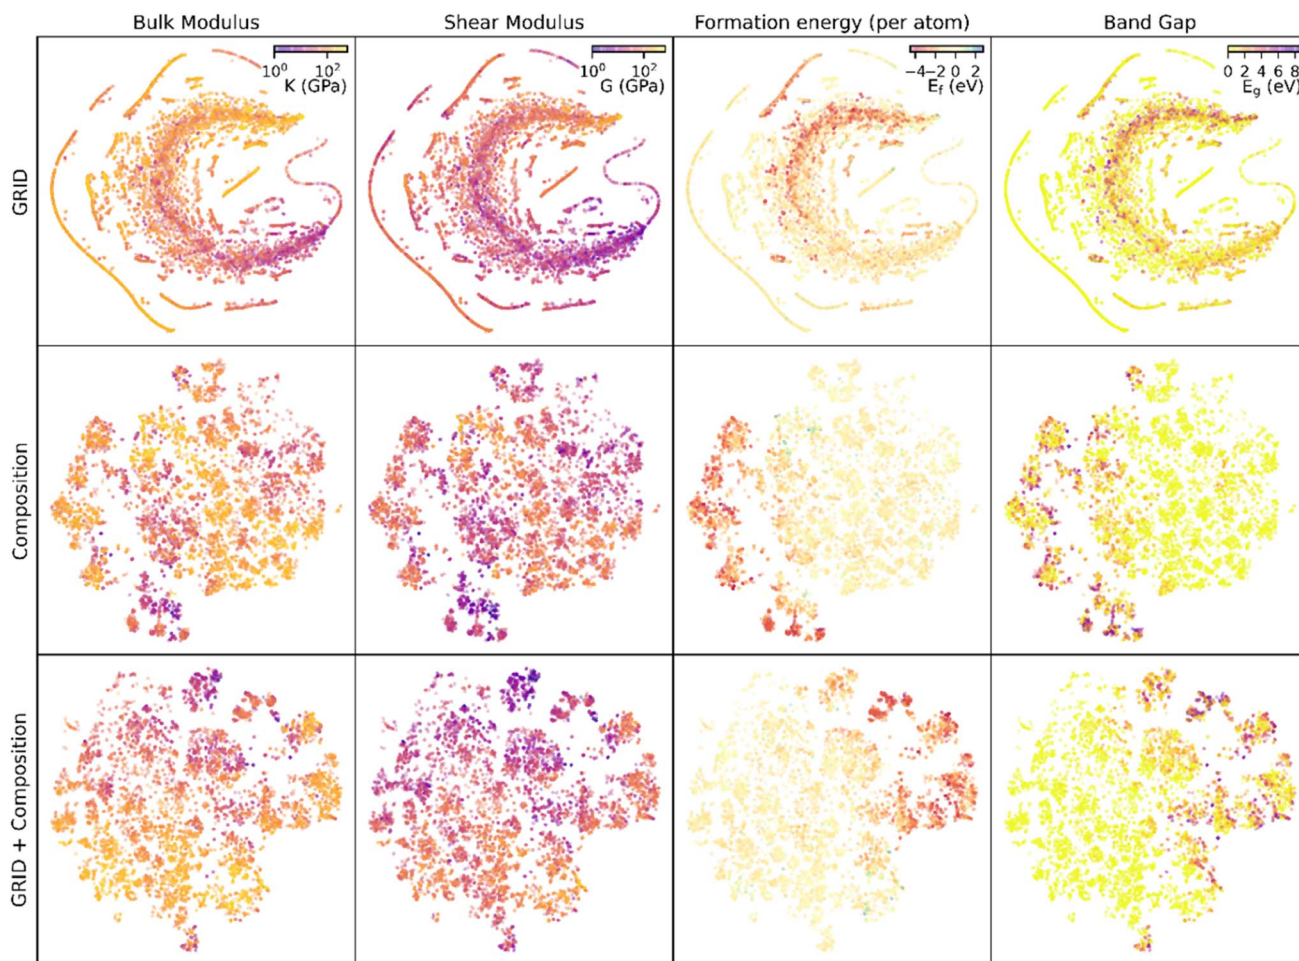 Bulk Modulus
Shear Modulus
Formation energy (per atom)
Band Gap
10⁰ 10²
K (GPa)
10⁰ 10²
G (GPa)
−4−2 0 2
E_f (eV)
0 2 4 6 8
E_g (eV)
GRID
Composition
GRID + Composition